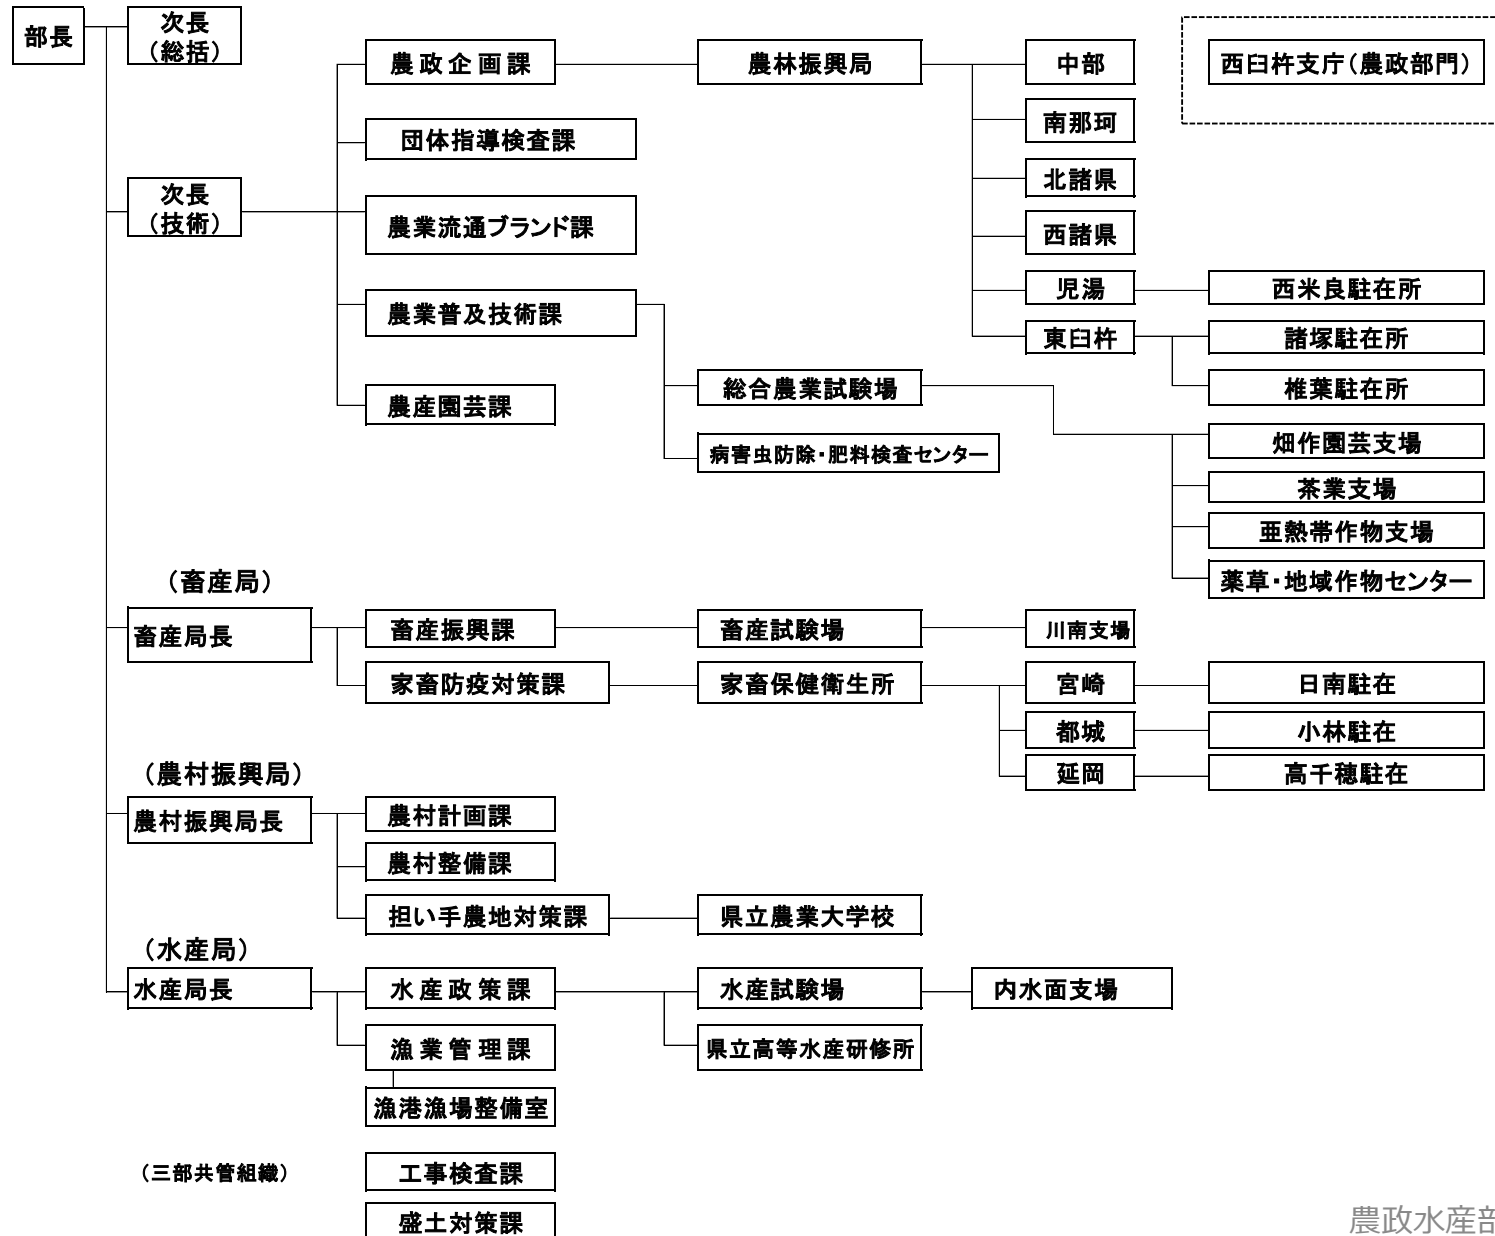 部長
次長
（総括）
農政企画課
農林振興局
中部
西臼杵支庁（農政部門）
南那珂
団体指導検査課
北諸県
次長
（技術）
農業流通ブランド課
西諸県
児湯
西米良駐在所
農業普及技術課
東臼杵
諸塚駐在所
総合農業試験場
椎葉駐在所
農産園芸課
病害虫防除・肥料検査センター
畑作園芸支場
茶業支場
亜熱帯作物支場
薬草・地域作物センター
（畜産局）
畜産局長
畜産振興課
畜産試験場
川南支場
家畜防疫対策課
家畜保健衛生所
宮崎
日南駐在
都城
小林駐在
延岡
高千穂駐在
（農村振興局）
農村振興局長
農村計画課
農村整備課
担い手農地対策課
県立農業大学校
（水産局）
水産局長
水産政策課
水産試験場
内水面支場
漁業管理課
県立高等水産研修所
漁港漁場整備室
（三部共管組織）
工事検査課
盛土対策課
農政水産部